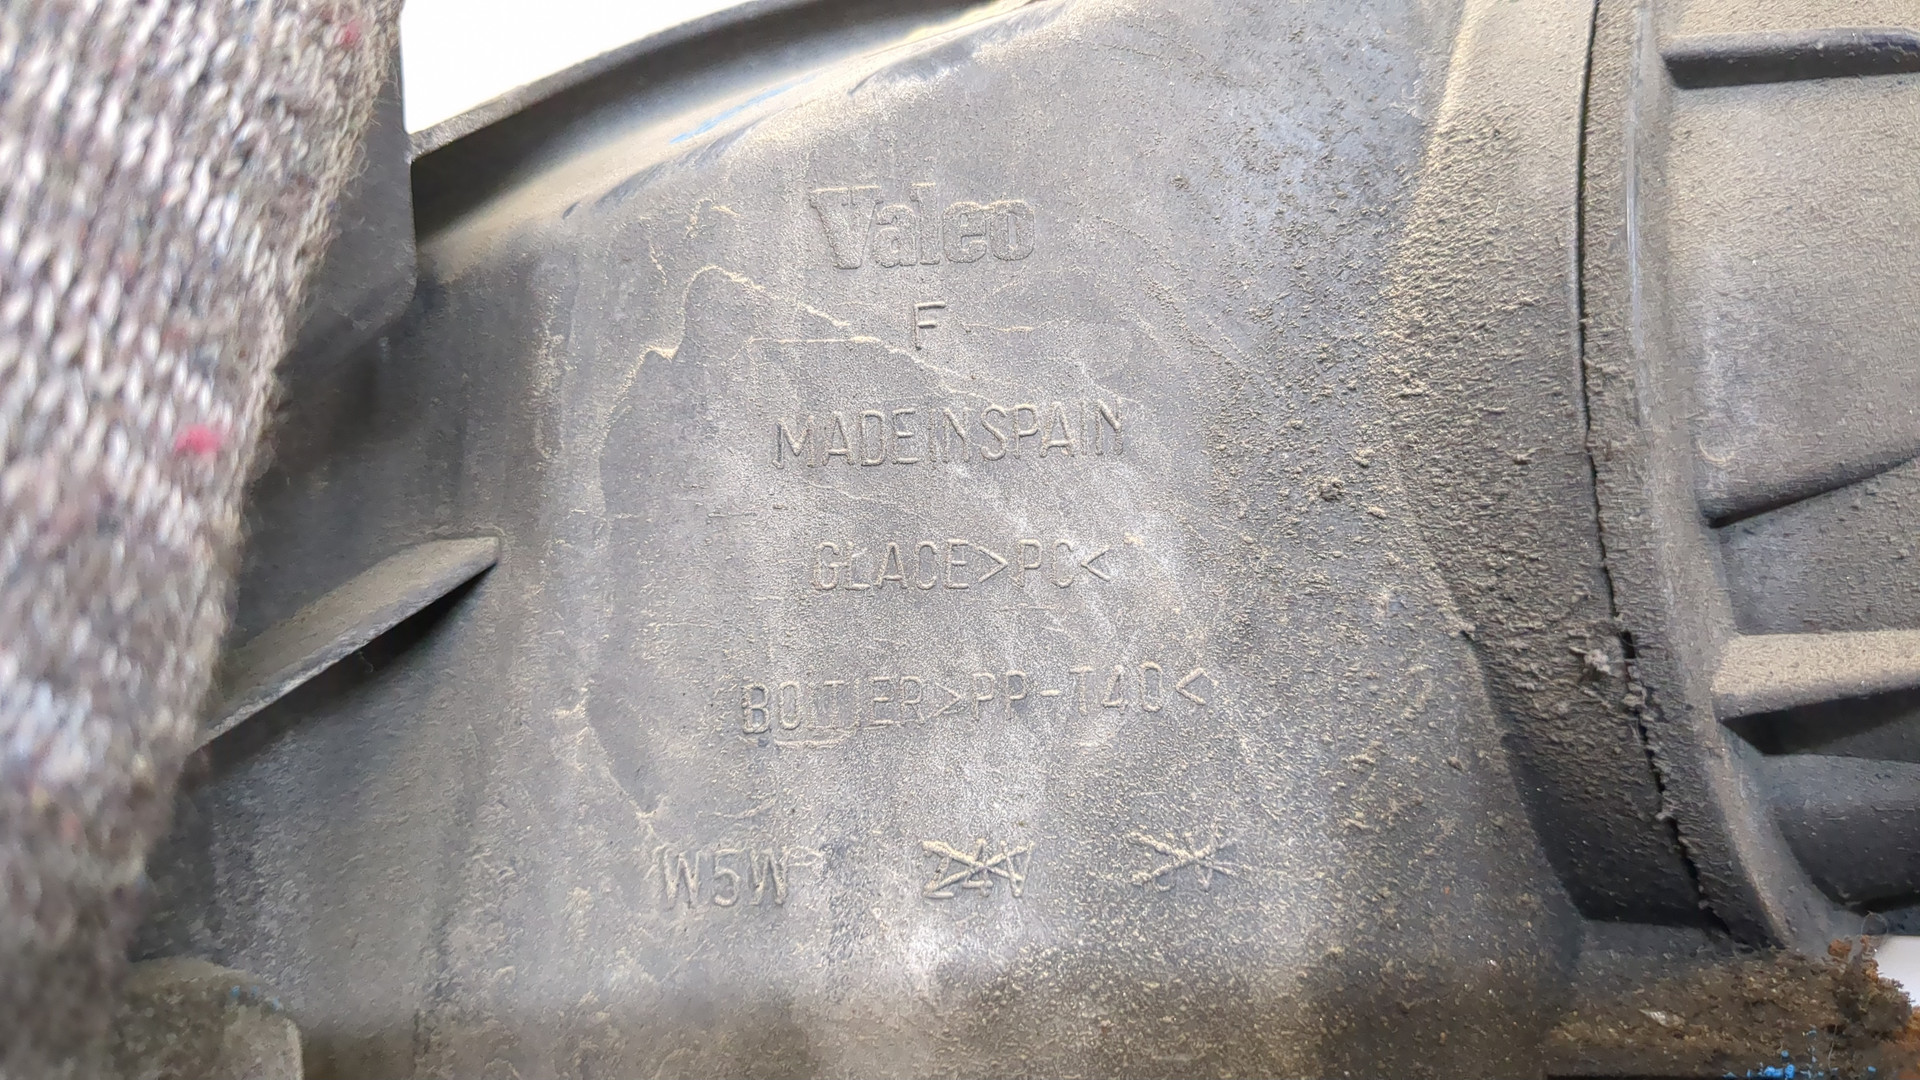 Valeo
F
MADE IN SPAIN
GLACE>PC<
BOITIER>PP-T40<
W5W 24V